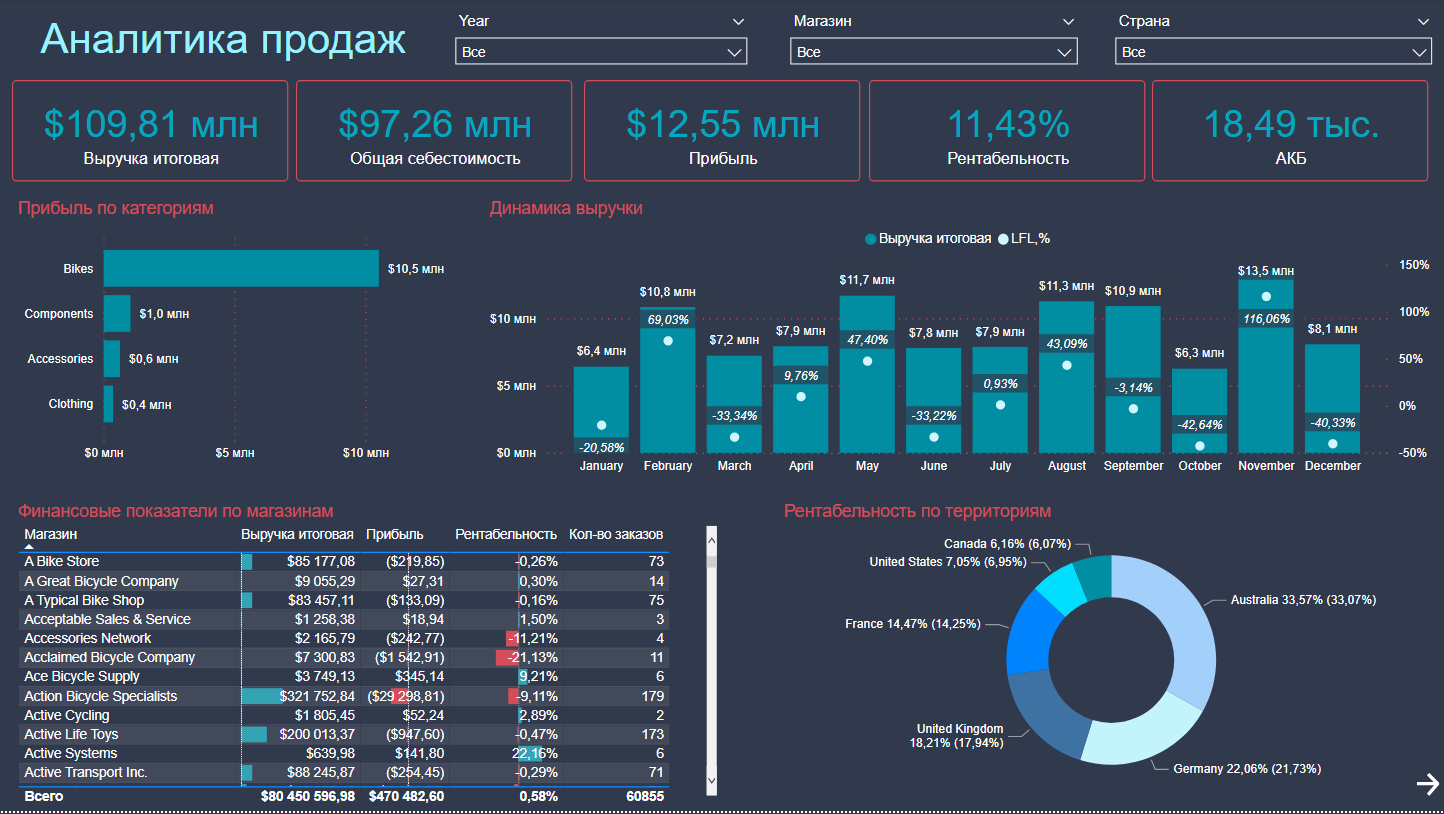 Аналитика продаж
Year
Все
Магазин
Все
Страна
Все
$109,81 млн
Выручка итоговая
$97,26 млн
Общая себестоимость
$12,55 млн
Прибыль
11,43%
Рентабельность
18,49 тыс.
АКБ
Прибыль по категориям
Bikes $10,5 млн
Components $1,0 млн
Accessories $0,6 млн
Clothing $0,4 млн
$0 млн $5 млн $10 млн
Динамика выручки
Выручка итоговая LFL,%
$10 млн
$5 млн
$0 млн
$6,4 млн $10,8 млн $7,2 млн $7,9 млн $11,7 млн $7,8 млн $7,9 млн $11,3 млн $10,9 млн $6,3 млн $13,5 млн $8,1 млн
-20,58% 69,03% -33,34% 9,76% 47,40% -33,22% 0,93% 43,09% -3,14% -42,64% 116,06% -40,33%
January February March April May June July August September October November December
150%
100%
50%
0%
-50%
Финансовые показатели по магазинам
Магазин Выручка итоговая Прибыль Рентабельность Кол-во заказов
A Bike Store $85 177,08 ($219,85) -0,26% 73
A Great Bicycle Company $9 055,29 $27,31 0,30% 14
A Typical Bike Shop $83 457,11 ($133,09) -0,16% 75
Acceptable Sales & Service $1 258,38 $18,94 1,50% 3
Accessories Network $2 165,79 ($242,77) -11,21% 4
Acclaimed Bicycle Company $7 300,83 ($1 542,91) -21,13% 11
Ace Bicycle Supply $3 749,13 $345,14 9,21% 6
Action Bicycle Specialists $321 752,84 ($29 298,81) -9,11% 179
Active Cycling $1 805,45 $52,24 2,89% 2
Active Life Toys $200 013,37 ($947,60) -0,47% 173
Active Systems $639,98 $141,80 22,16% 6
Active Transport Inc. $88 245,87 ($254,45) -0,29% 71
Всего $80 450 596,98 $470 482,60 0,58% 60855
Рентабельность по территориям
Canada 6,16% (6,07%)
United States 7,05% (6,95%)
Australia 33,57% (33,07%)
France 14,47% (14,25%)
United Kingdom
18,21% (17,94%)
Germany 22,06% (21,73%)